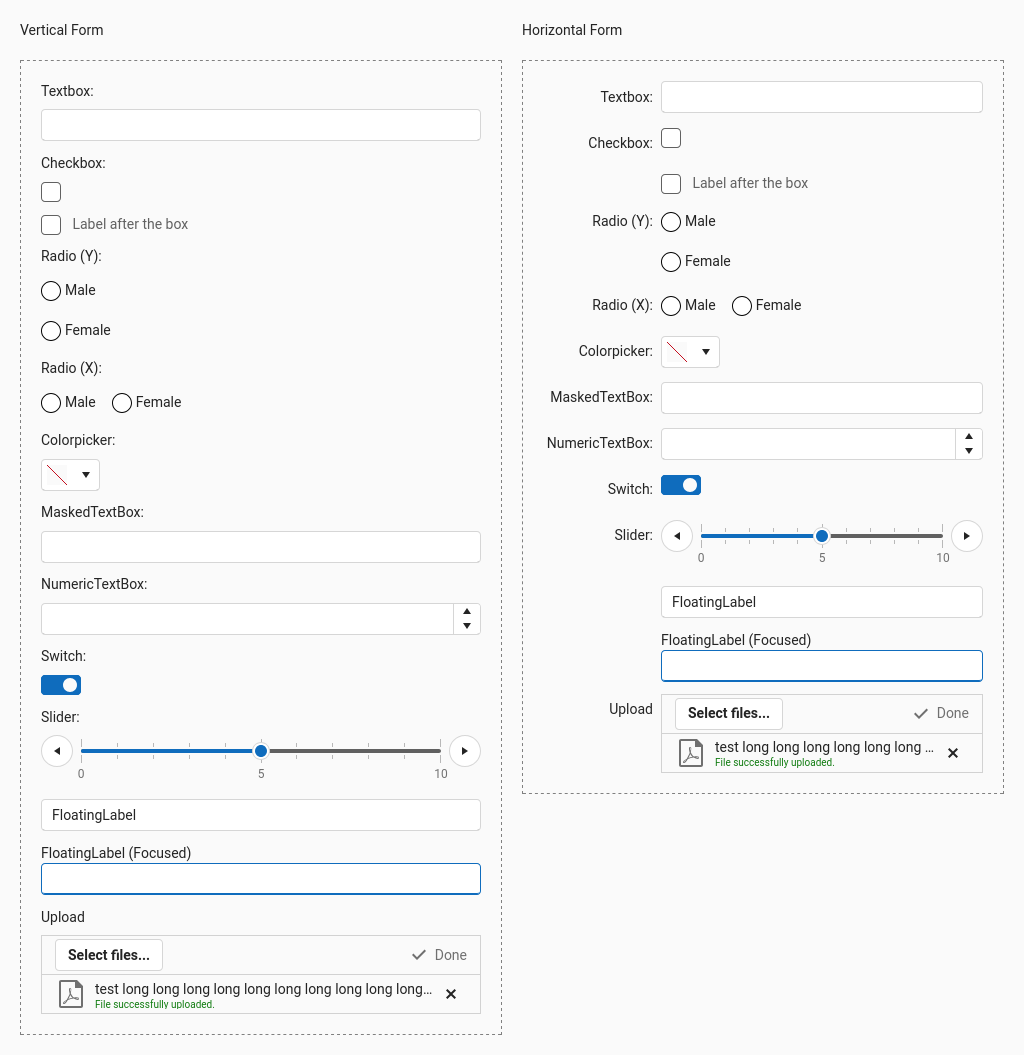 Vertical Form
Textbox:
Checkbox:
Label after the box
Radio (Y):
Male
Female
Radio (X):
Male Female
Colorpicker:
MaskedTextBox:
NumericTextBox:
Switch:
Slider:
0 5 10
FloatingLabel
FloatingLabel (Focused)
Upload
Select files... Done
test long long long long long long long long long long...
File successfully uploaded.
Horizontal Form
Textbox:
Checkbox:
Label after the box
Radio (Y): Male
Female
Radio (X): Male Female
Colorpicker:
MaskedTextBox:
NumericTextBox:
Switch:
Slider:
0 5 10
FloatingLabel
FloatingLabel (Focused)
Upload Select files... Done
test long long long long long long ...
File successfully uploaded.